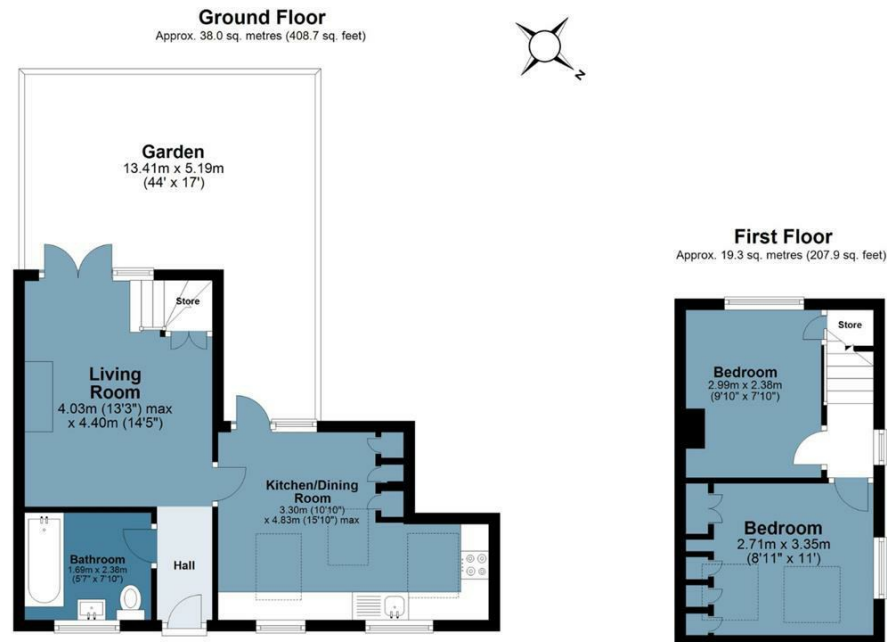 Ground Floor
Approx. 38.0 sq. metres (408.7 sq. feet)
N
Garden
13.41m x 5.19m
(44' x 17')
First Floor
Approx. 19.3 sq. metres (207.9 sq. feet)
Store
Store
Living
Room
4.03m (13'3") max
x 4.40m (14'5")
Bedroom
2.99m x 2.38m
(9'10" x 7'10")
Kitchen/Dining
Room
3.30m (10'10")
x 4.83m (15'10") max
Bedroom
2.71m x 3.35m
(8'11" x 11')
Bathroom
1.69m x 2.38m
(5'7" x 7'10")
Hall